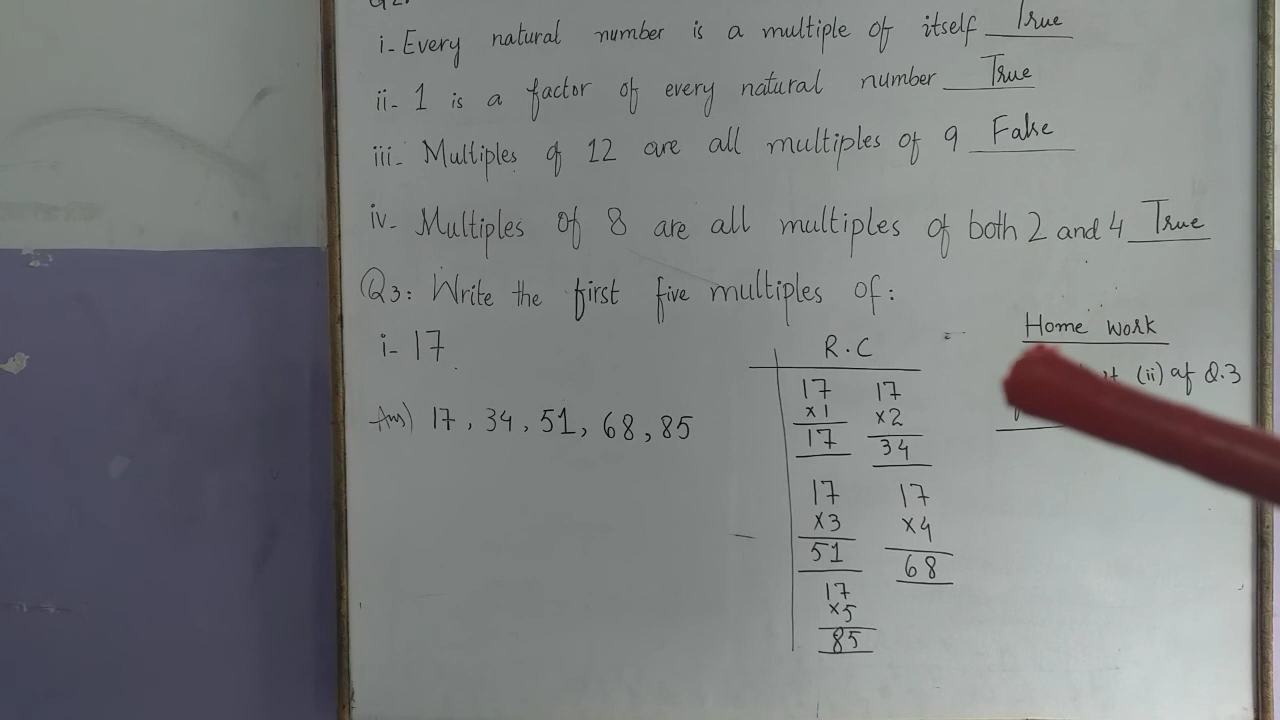 Q2.
i- Every natural number is a multiple of itself True
ii- 1 is a factor of every natural number True
iii- Multiples of 12 are all multiples of 9 False
iv- Multiples of 8 are all multiples of both 2 and 4 True
Q3: Write the first five multiples of:
i- 17
Ans) 17, 34, 51, 68, 85
R.C
17 17
x1 x2
17 34
17 17
x3 x4
51 68
17
x5
85
Home work
(ii) of Q.3